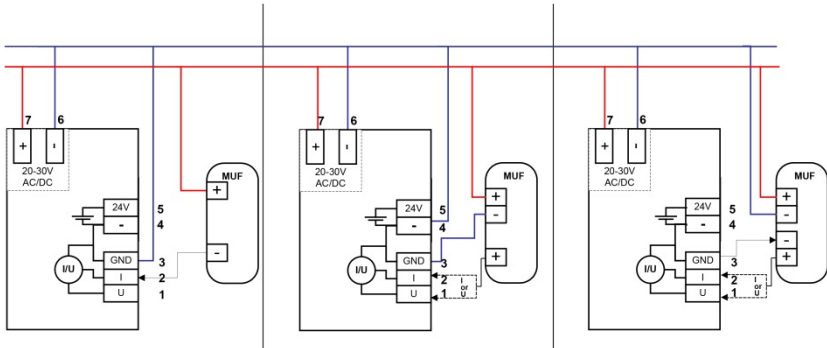 7 6
+ -
20-30V
AC/DC
MUF
+
24V 5
- 4
-
GND 3
I/U I 2
U 1
7 6
+ -
20-30V
AC/DC
MUF
+
24V 5
- 4
-
GND 3
+
I/U I 2
U 1
I or U
7 6
+ -
20-30V
AC/DC
MUF
+
24V 5
- 4
-
-
GND 3
+
I/U I 2
U 1
I or U